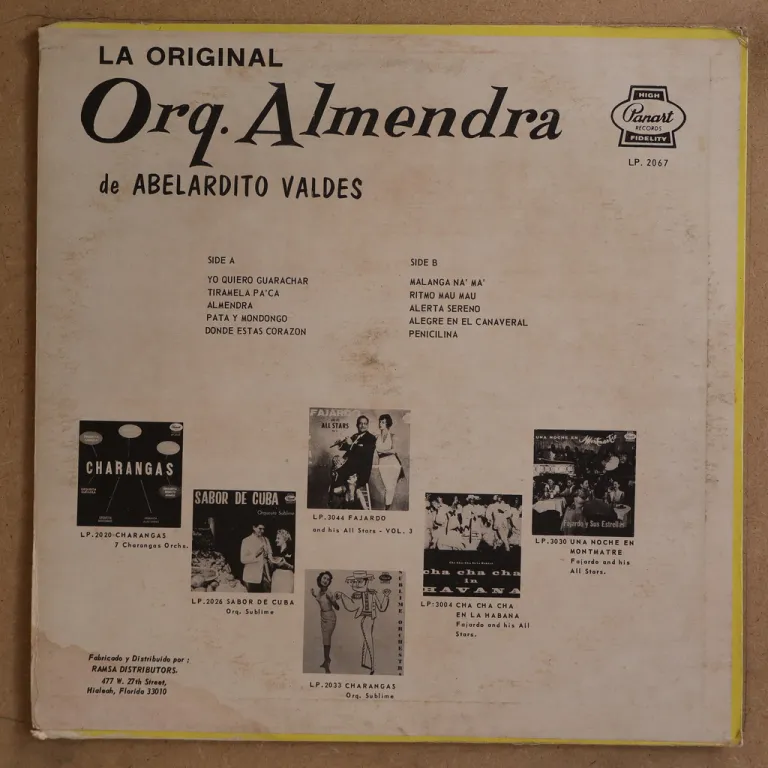 LA ORIGINAL
Orq. Almendra
de ABELARDITO VALDES
HIGH
Panart
RECORDS
FIDELITY
LP. 2067
SIDE A
YO QUIERO GUARACHAR
TIRAMELA PA'CA
ALMENDRA
PATA Y MONDONGO
DONDE ESTAS CORAZON
SIDE B
MALANGA NA' MA'
RITMO MAU MAU
ALERTA SERENO
ALEGRE EN EL CANAVERAL
PENICILINA
CHARANGAS
LP.2020-CHARANGAS
7 Charangas Orchs.
SABOR DE CUBA
Orquesta Sublime
LP.2026 SABOR DE CUBA
Orq. Sublime
FAJARDO
ALL STARS
LP.3044 FAJARDO
and his All Stars - VOL. 3
SUBLIME ORCHESTRA
LP.2033 CHARANGAS
Orq. Sublime
cha cha cha
in
HAVANA
LP.3004 CHA CHA CHA
EN LA HABANA
Fajardo and his All
Stars.
UNA NOCHE EN Montmartre
Fajardo y Sus Estrellas
LP.3030 UNA NOCHE EN
MONTMATRE
Fajardo and his
All Stars.
Fabricado y Distribuido por :
RAMSA DISTRIBUTORS.
477 W. 27th Street,
Hialeah, Florida 33010